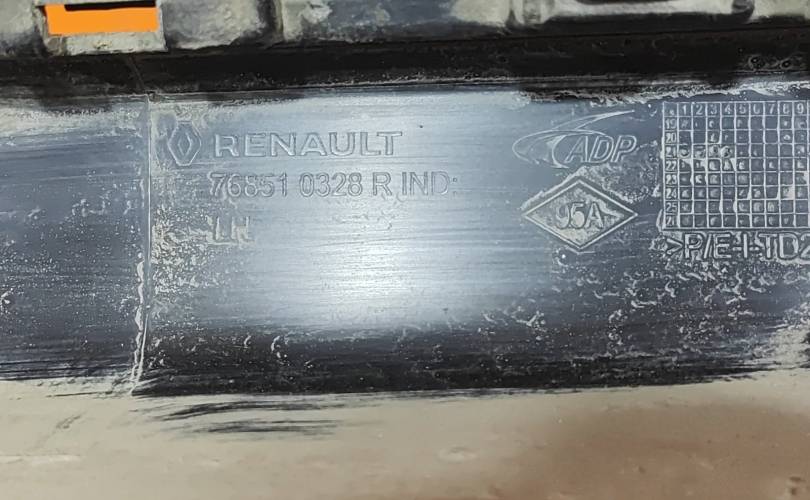 RENAULT
76851 0328 R IND:
LH
ADP
95A
>P/E-I-TD2